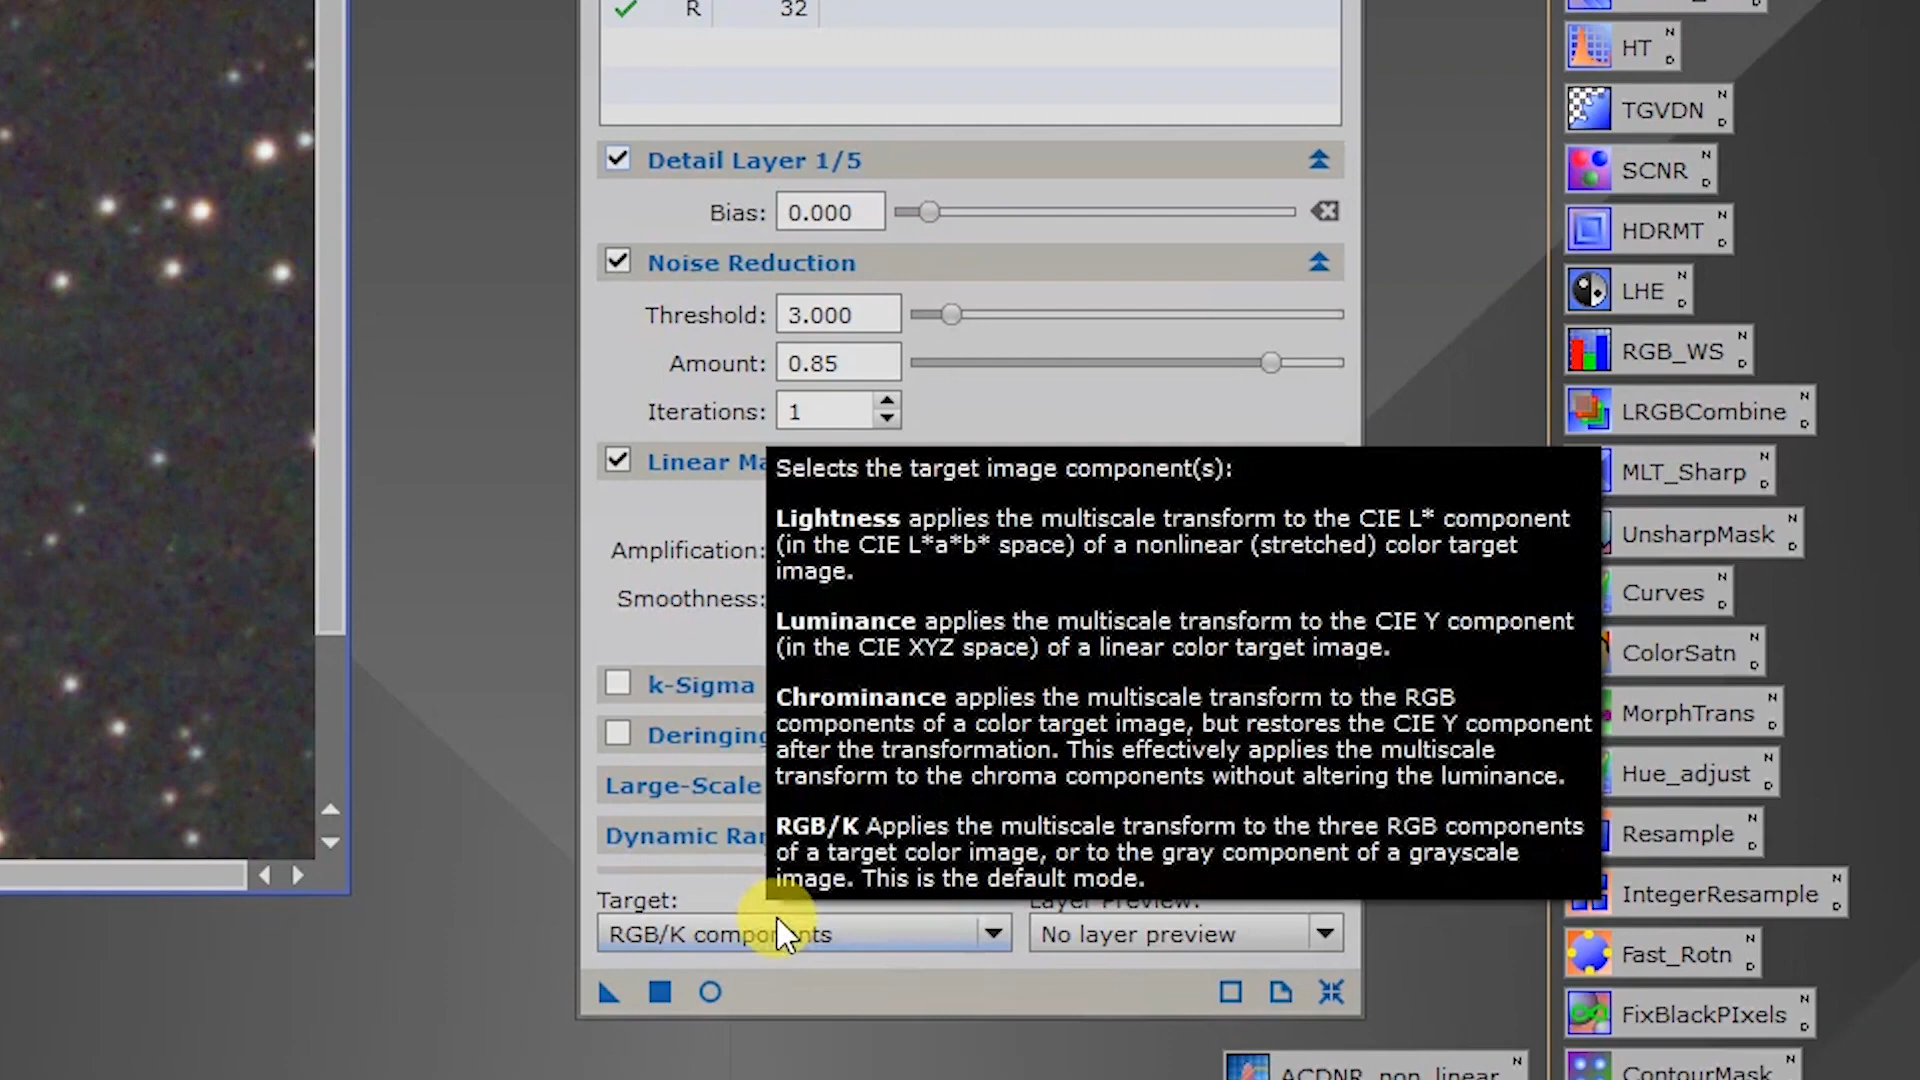 R 32
Detail Layer 1/5
Bias: 0.000
Noise Reduction
Threshold: 3.000
Amount: 0.85
Iterations: 1
Linear Ma
Amplification:
Smoothness:
k-Sigma
Deringing
Large-Scale
Dynamic Ran
Selects the target image component(s):
Lightness applies the multiscale transform to the CIE L* component
(in the CIE L*a*b* space) of a nonlinear (stretched) color target
image.
Luminance applies the multiscale transform to the CIE Y component
(in the CIE XYZ space) of a linear color target image.
Chrominance applies the multiscale transform to the RGB
components of a color target image, but restores the CIE Y component
after the transformation. This effectively applies the multiscale
transform to the chroma components without altering the luminance.
RGB/K Applies the multiscale transform to the three RGB components
of a target color image, or to the gray component of a grayscale
image. This is the default mode.
Target:
Layer Preview:
RGB/K components
No layer preview
HT N D
TGVDN N D
SCNR N D
HDRMT N D
LHE N D
RGB_WS N D
LRGBCombine N D
MLT_Sharp N D
UnsharpMask N D
Curves N D
ColorSatn N D
MorphTrans N D
Hue_adjust N D
Resample N D
IntegerResample N D
Fast_Rotn N D
FixBlackPIxels N D
ContourMask N
ACDNR_non_linear N